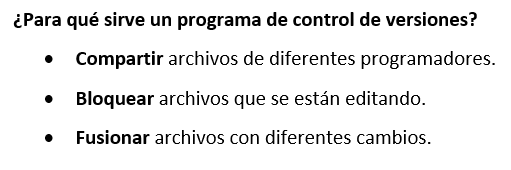 ¿Para qué sirve un programa de control de versiones?
• Compartir archivos de diferentes programadores.
• Bloquear archivos que se están editando.
• Fusionar archivos con diferentes cambios.